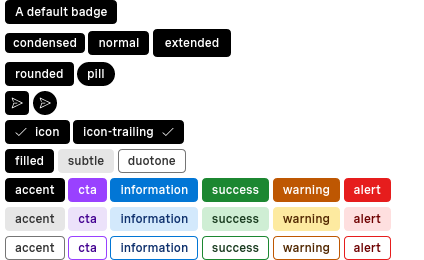 A default badge
condensed normal extended
rounded pill
icon icon-trailing
filled subtle duotone
accent cta information success warning alert
accent cta information success warning alert
accent cta information success warning alert